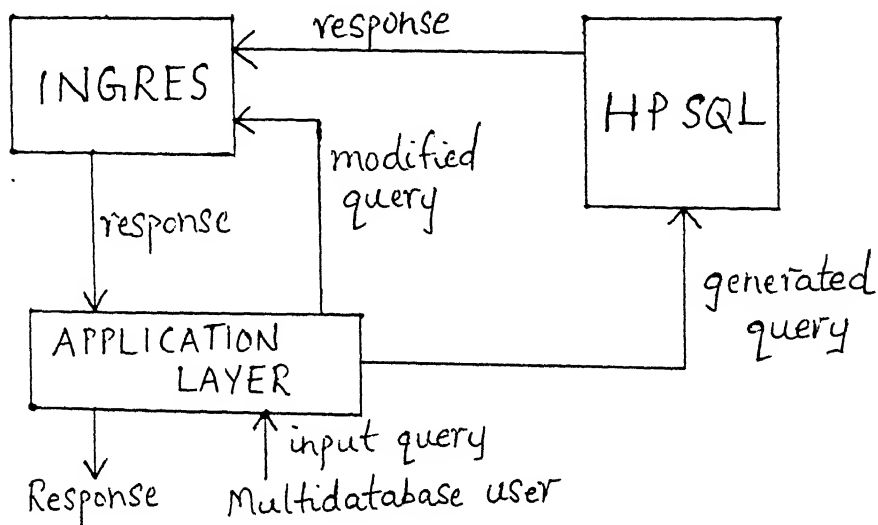 response
INGRES
HP SQL
modified
query
response
generated
query
APPLICATION
LAYER
input query
Response
Multidatabase user